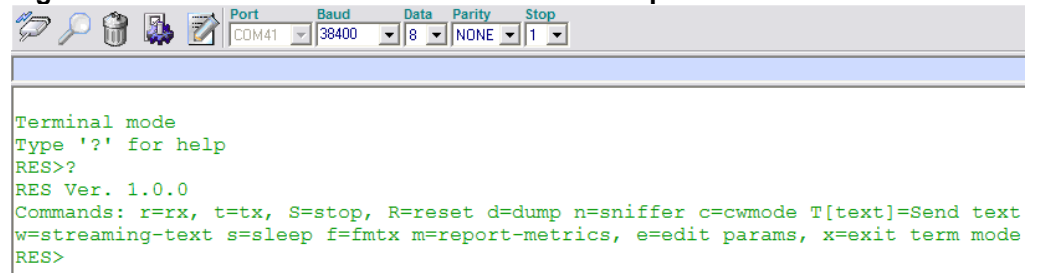 Port Baud Data Parity Stop
COM41 38400 8 NONE 1
Terminal mode
Type '?' for help
RES>?
RES Ver. 1.0.0
Commands: r=rx, t=tx, S=stop, R=reset d=dump n=sniffer c=cwmode T[text]=Send text
w=streaming-text s=sleep f=fmtx m=report-metrics, e=edit params, x=exit term mode
RES>